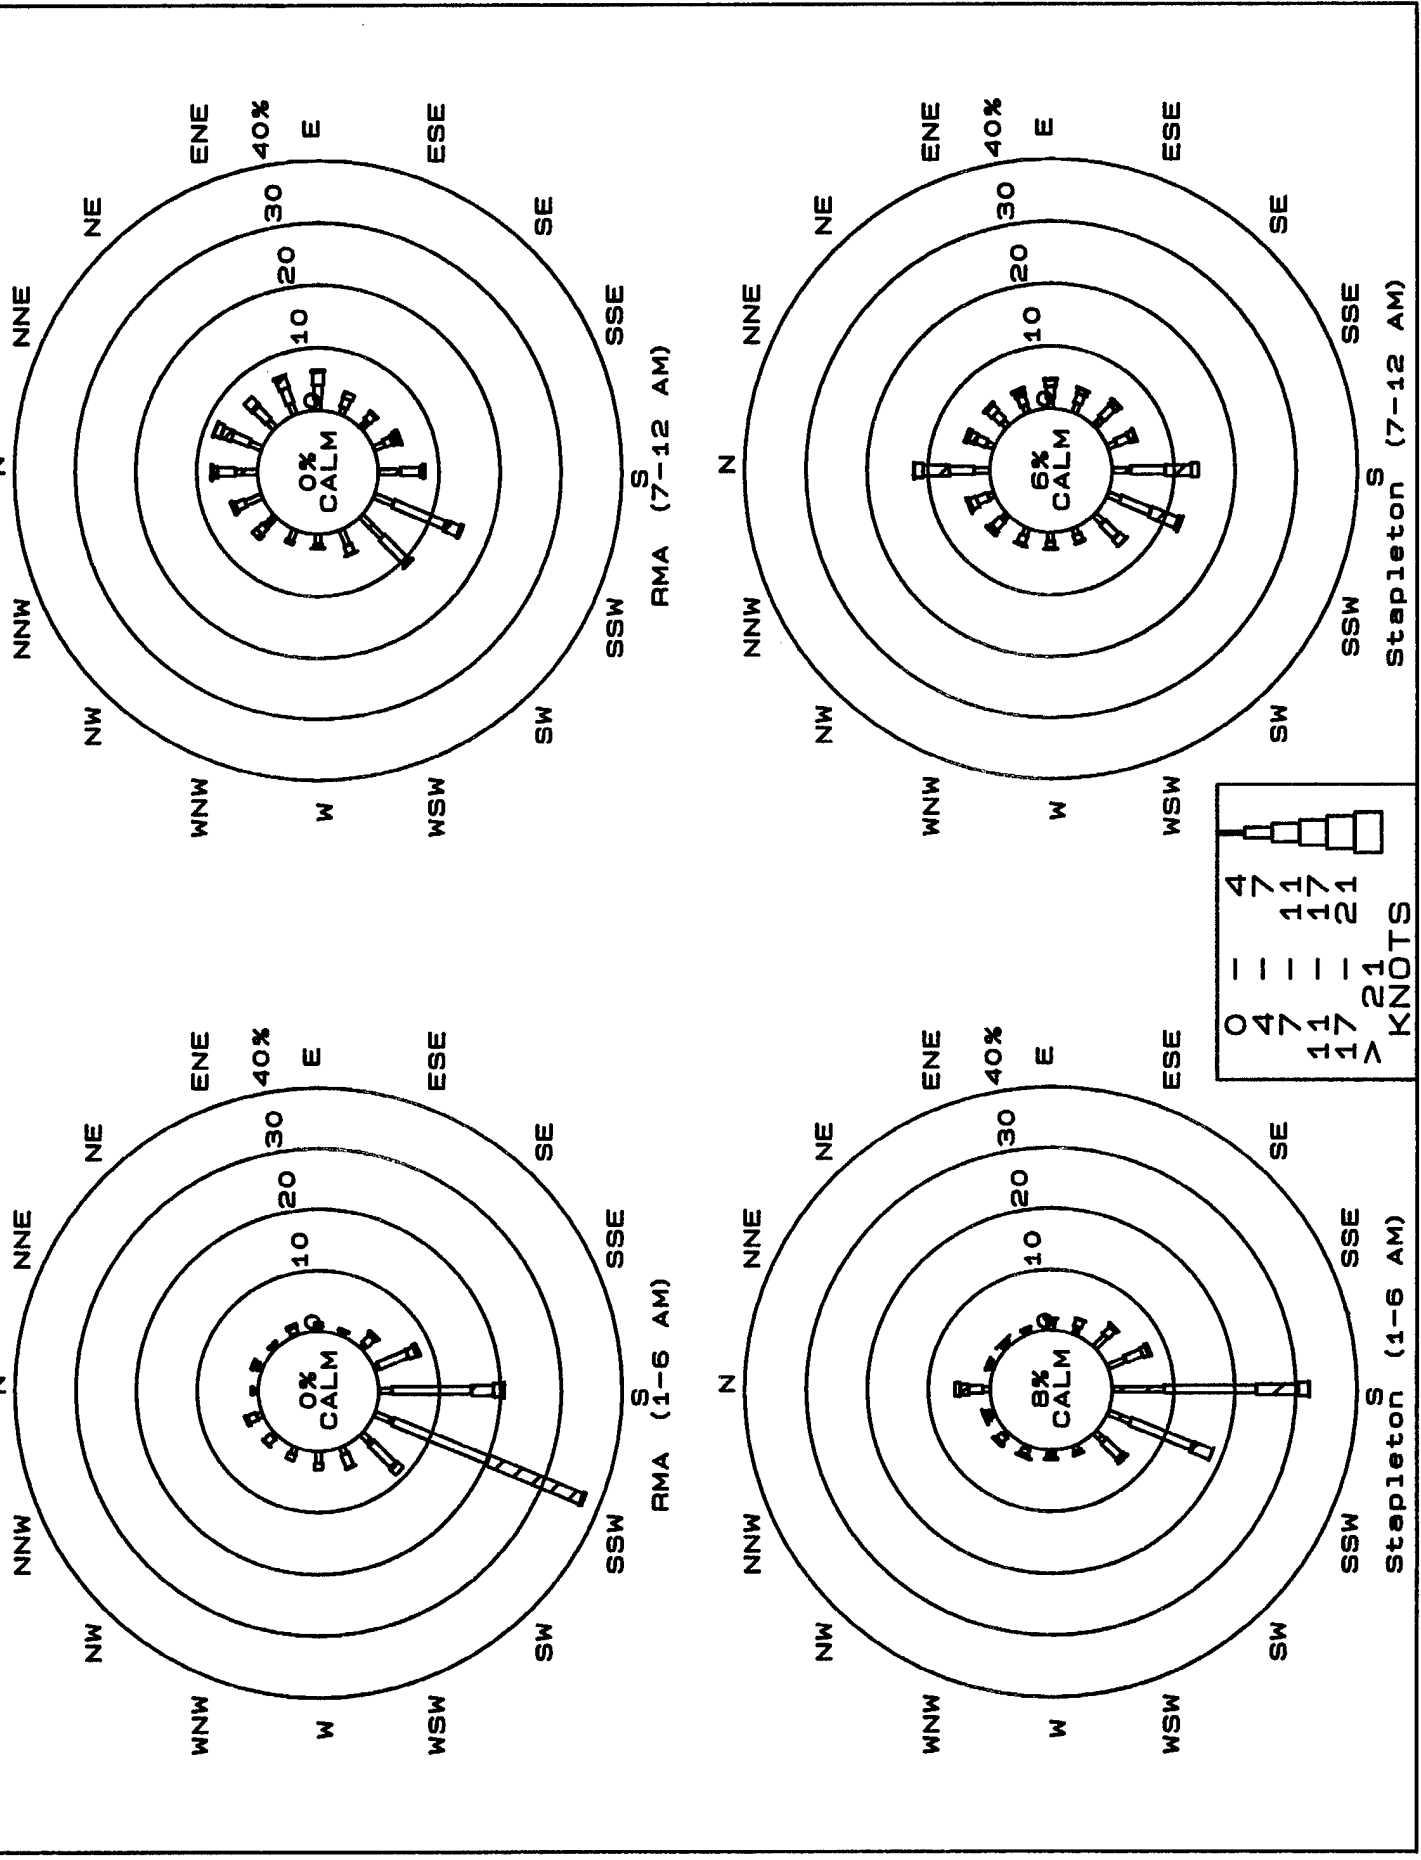 N
NNW NNE
NW NE
WNW ENE
40%
30
20
10
0
W 0% E
CALM
WSW ESE
SW SE
SSW SSE
S
RMA (1-6 AM)
N
NNW NNE
NW NE
WNW ENE
40%
30
20
10
0
W 0% E
CALM
WSW ESE
SW SE
SSW SSE
S
RMA (7-12 AM)
N
NNW NNE
NW NE
WNW ENE
40%
30
20
10
0
W 8% E
CALM
WSW ESE
SW SE
SSW SSE
S
Stapleton (1-6 AM)
N
NNW NNE
NW NE
WNW ENE
40%
30
20
10
0
W 6% E
CALM
WSW ESE
SW SE
SSW SSE
S
Stapleton (7-12 AM)
0 - 4
4 - 7
7 - 11
11 - 17
17 - 21
> 21
KNOTS